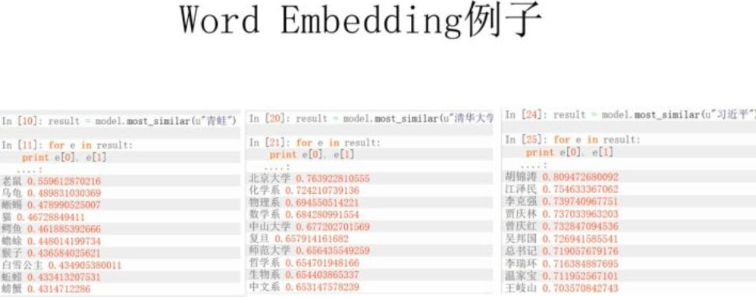 Word Embedding例子
In [10]: result = model.most_similar(u"青蛙")
In [11]: for e in result:
print e[0], e[1]
....:
老鼠 0.559612870216
乌龟 0.489831030369
蜥蜴 0.478990525007
猫 0.46728849411
鳄鱼 0.461885392666
蟾蜍 0.448014199734
猴子 0.436584025621
白雪公主 0.434905380011
蚯蚓 0.433413207531
螃蟹 0.4314712286
In [20]: result = model.most_similar(u"清华大学
In [21]: for e in result:
print e[0], e[1]
....:
北京大学 0.763922810555
化学系 0.724210739136
物理系 0.694550514221
数学系 0.684280991554
中山大学 0.677202701569
复旦 0.657914161682
师范大学 0.656435549259
哲学系 0.654701948166
生物系 0.654403865337
中文系 0.653147578239
In [24]: result = model.most_similar(u"习近平"
In [25]: for e in result:
print e[0], e[1]
....:
胡锦涛 0.809472680092
江泽民 0.754633367062
李克强 0.739740967751
贾庆林 0.737033963203
曾庆红 0.732847094536
吴邦国 0.726941585541
总书记 0.719057679176
李瑞环 0.716384887695
温家宝 0.711952567101
王岐山 0.703570842743